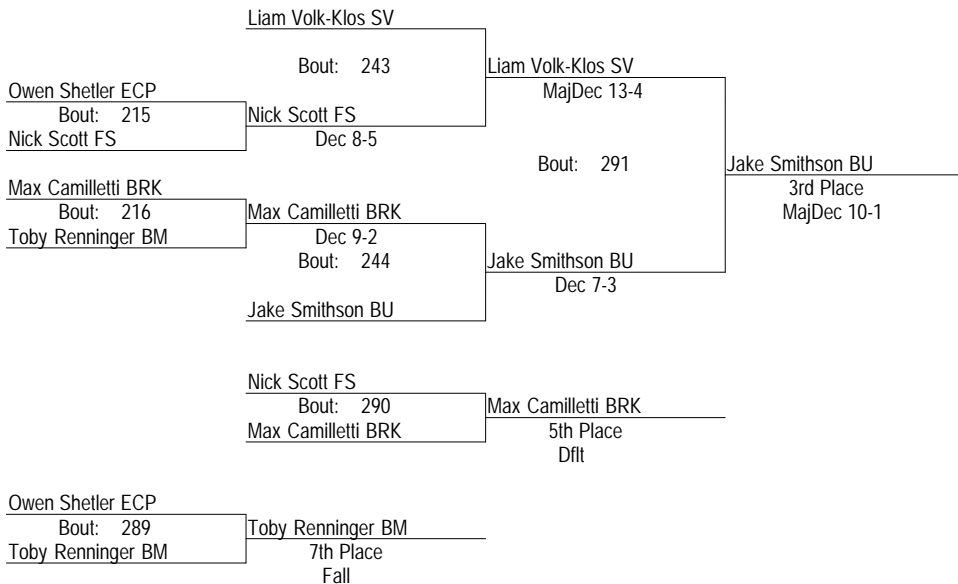 Liam Volk-Klos SV
Bout: 243
Liam Volk-Klos SV
MajDec 13-4
Owen Shetler ECP
Bout: 215
Nick Scott FS
Nick Scott FS
Dec 8-5
Bout: 291
Jake Smithson BU
3rd Place
MajDec 10-1
Max Camilletti BRK
Bout: 216
Toby Renninger BM
Max Camilletti BRK
Dec 9-2
Bout: 244
Jake Smithson BU
Dec 7-3
Jake Smithson BU
Nick Scott FS
Bout: 290
Max Camilletti BRK
Max Camilletti BRK
5th Place
Dflt
Owen Shetler ECP
Bout: 289
Toby Renninger BM
Toby Renninger BM
7th Place
Fall